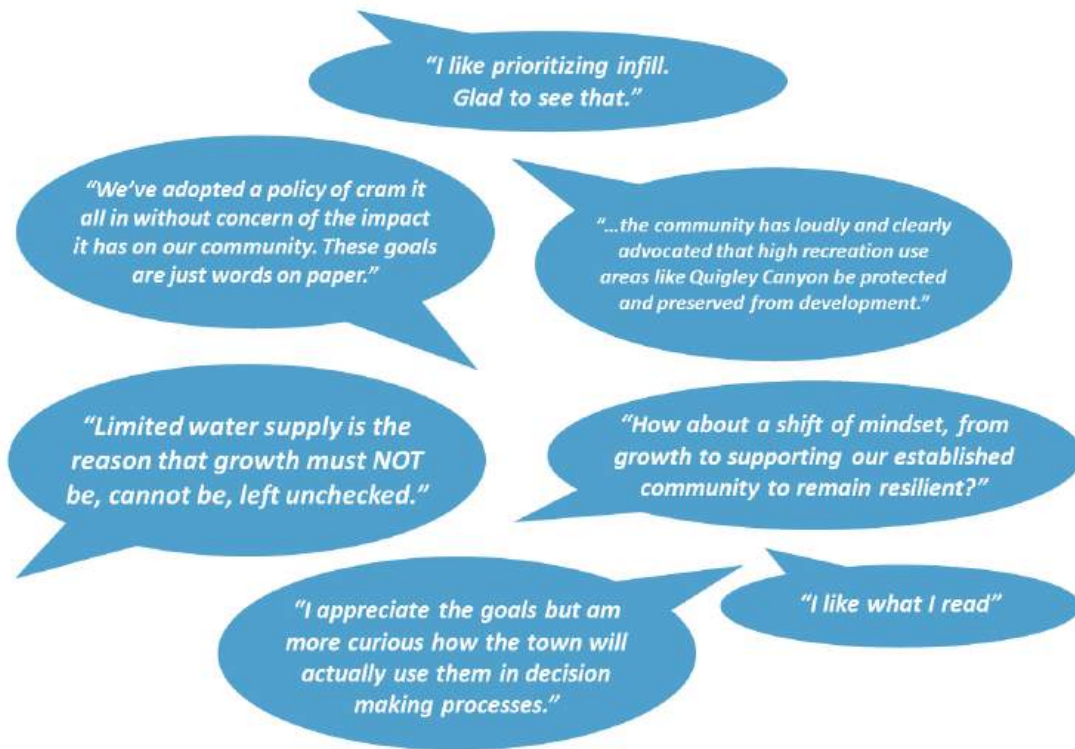 “I like prioritizing infill.
Glad to see that.”
“We’ve adopted a policy of cram it
all in without concern of the impact
it has on our community. These goals
are just words on paper.”
“…the community has loudly and clearly
advocated that high recreation use
areas like Quigley Canyon be protected
and preserved from development.”
“Limited water supply is the
reason that growth must NOT
be, cannot be, left unchecked.”
“How about a shift of mindset, from
growth to supporting our established
community to remain resilient?”
“I appreciate the goals but am
more curious how the town will
actually use them in decision
making processes.”
“I like what I read”